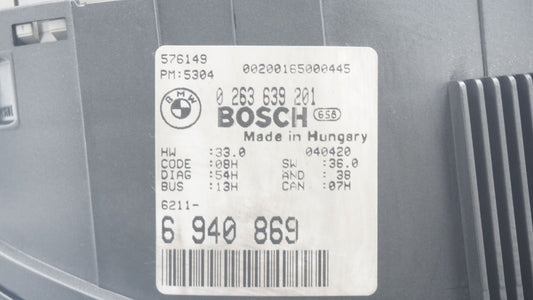 576149
PM:5304 00200165000445
BMW 0 263 639 201
BOSCH 658
Made in Hungary
HW :33.0 040420
CODE :08H SW :36.0
DIAG :54H AND : 38
BUS :13H CAN :07H
6211-
6 940 869